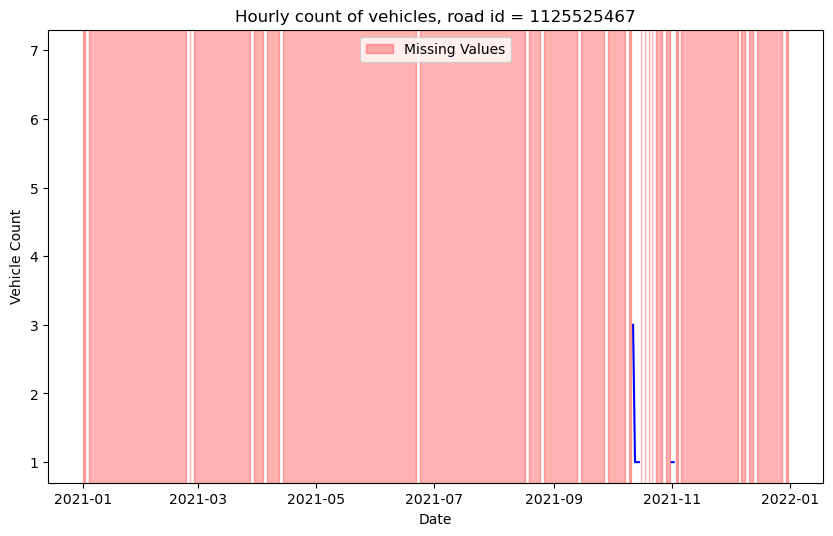 Hourly count of vehicles, road id = 1125525467
Missing Values
7
6
5
4
3
2
1
Vehicle Count
2021-01 2021-03 2021-05 2021-07 2021-09 2021-11 2022-01
Date